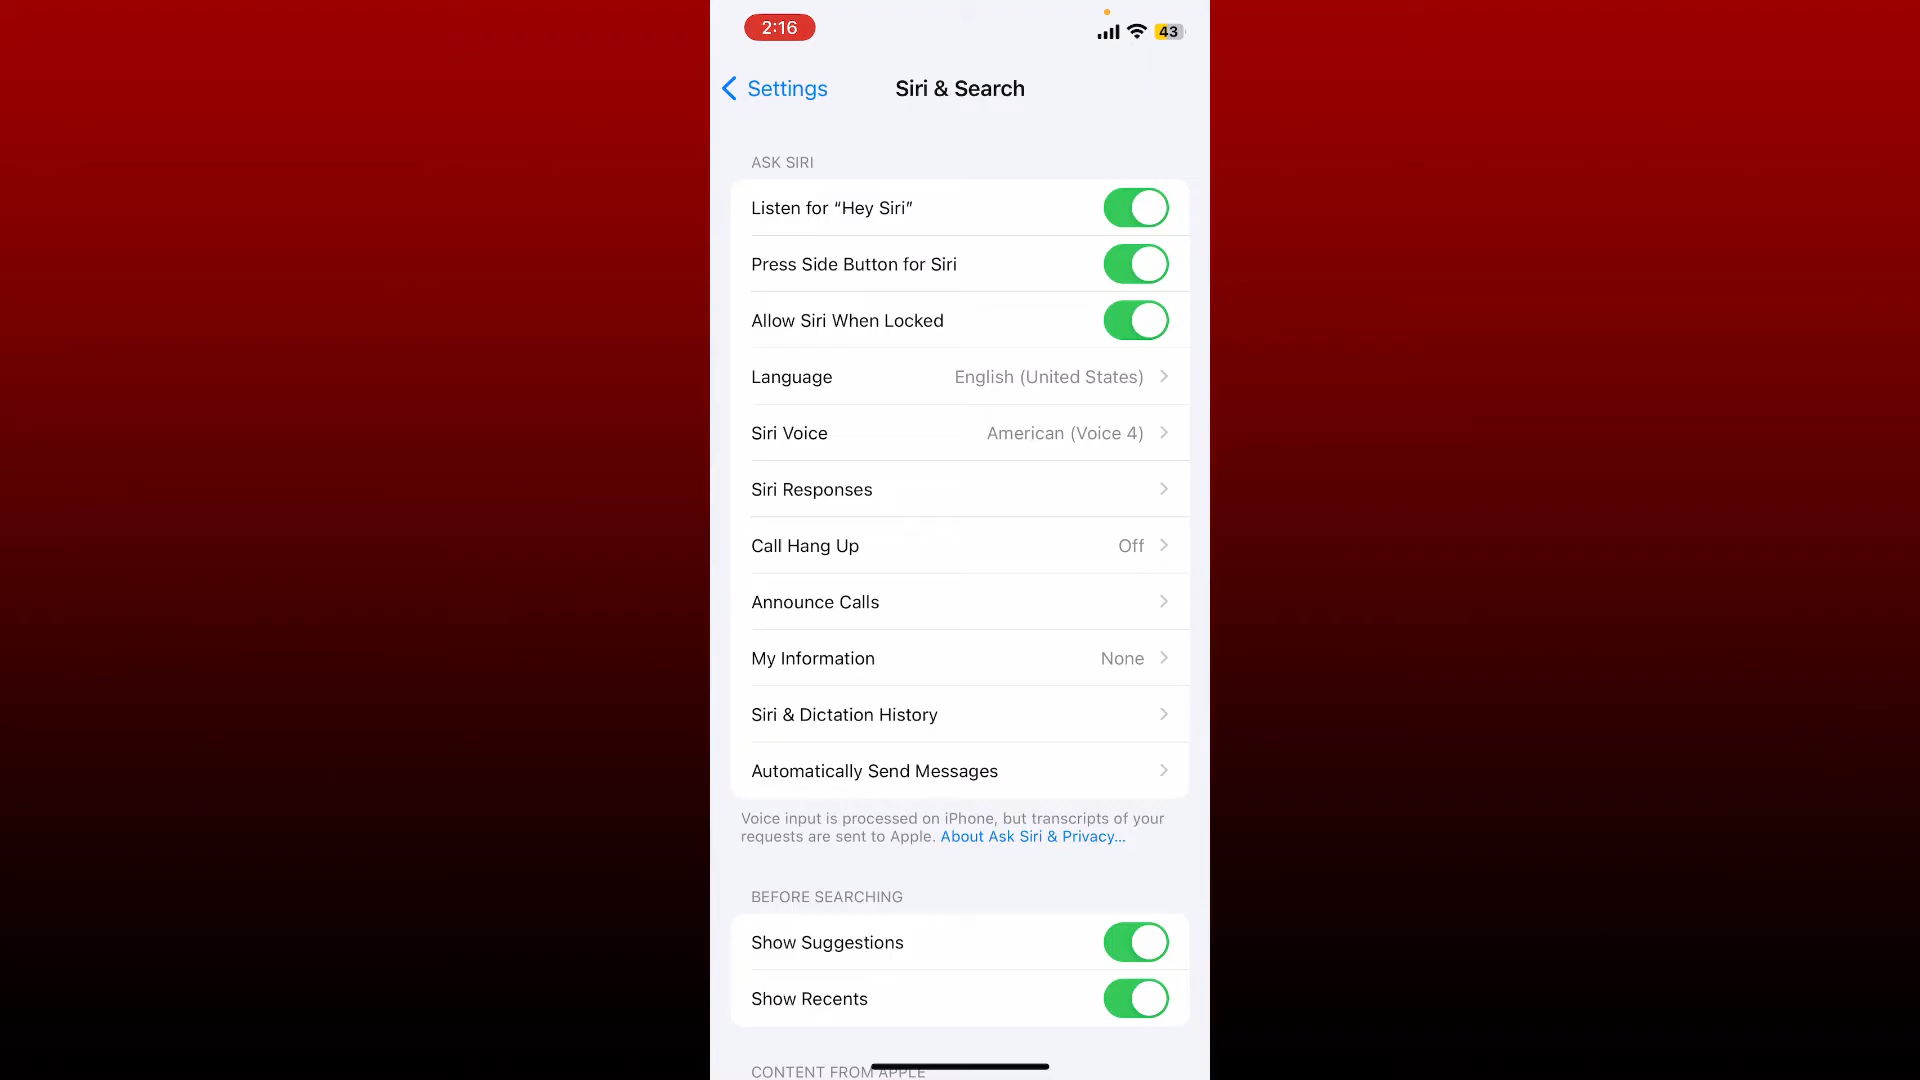 2:16
43
Settings
Siri & Search
ASK SIRI
Listen for “Hey Siri”
Press Side Button for Siri
Allow Siri When Locked
Language English (United States)
Siri Voice American (Voice 4)
Siri Responses
Call Hang Up Off
Announce Calls
My Information None
Siri & Dictation History
Automatically Send Messages
Voice input is processed on iPhone, but transcripts of your
requests are sent to Apple. About Ask Siri & Privacy...
BEFORE SEARCHING
Show Suggestions
Show Recents
CONTENT FROM APPLE